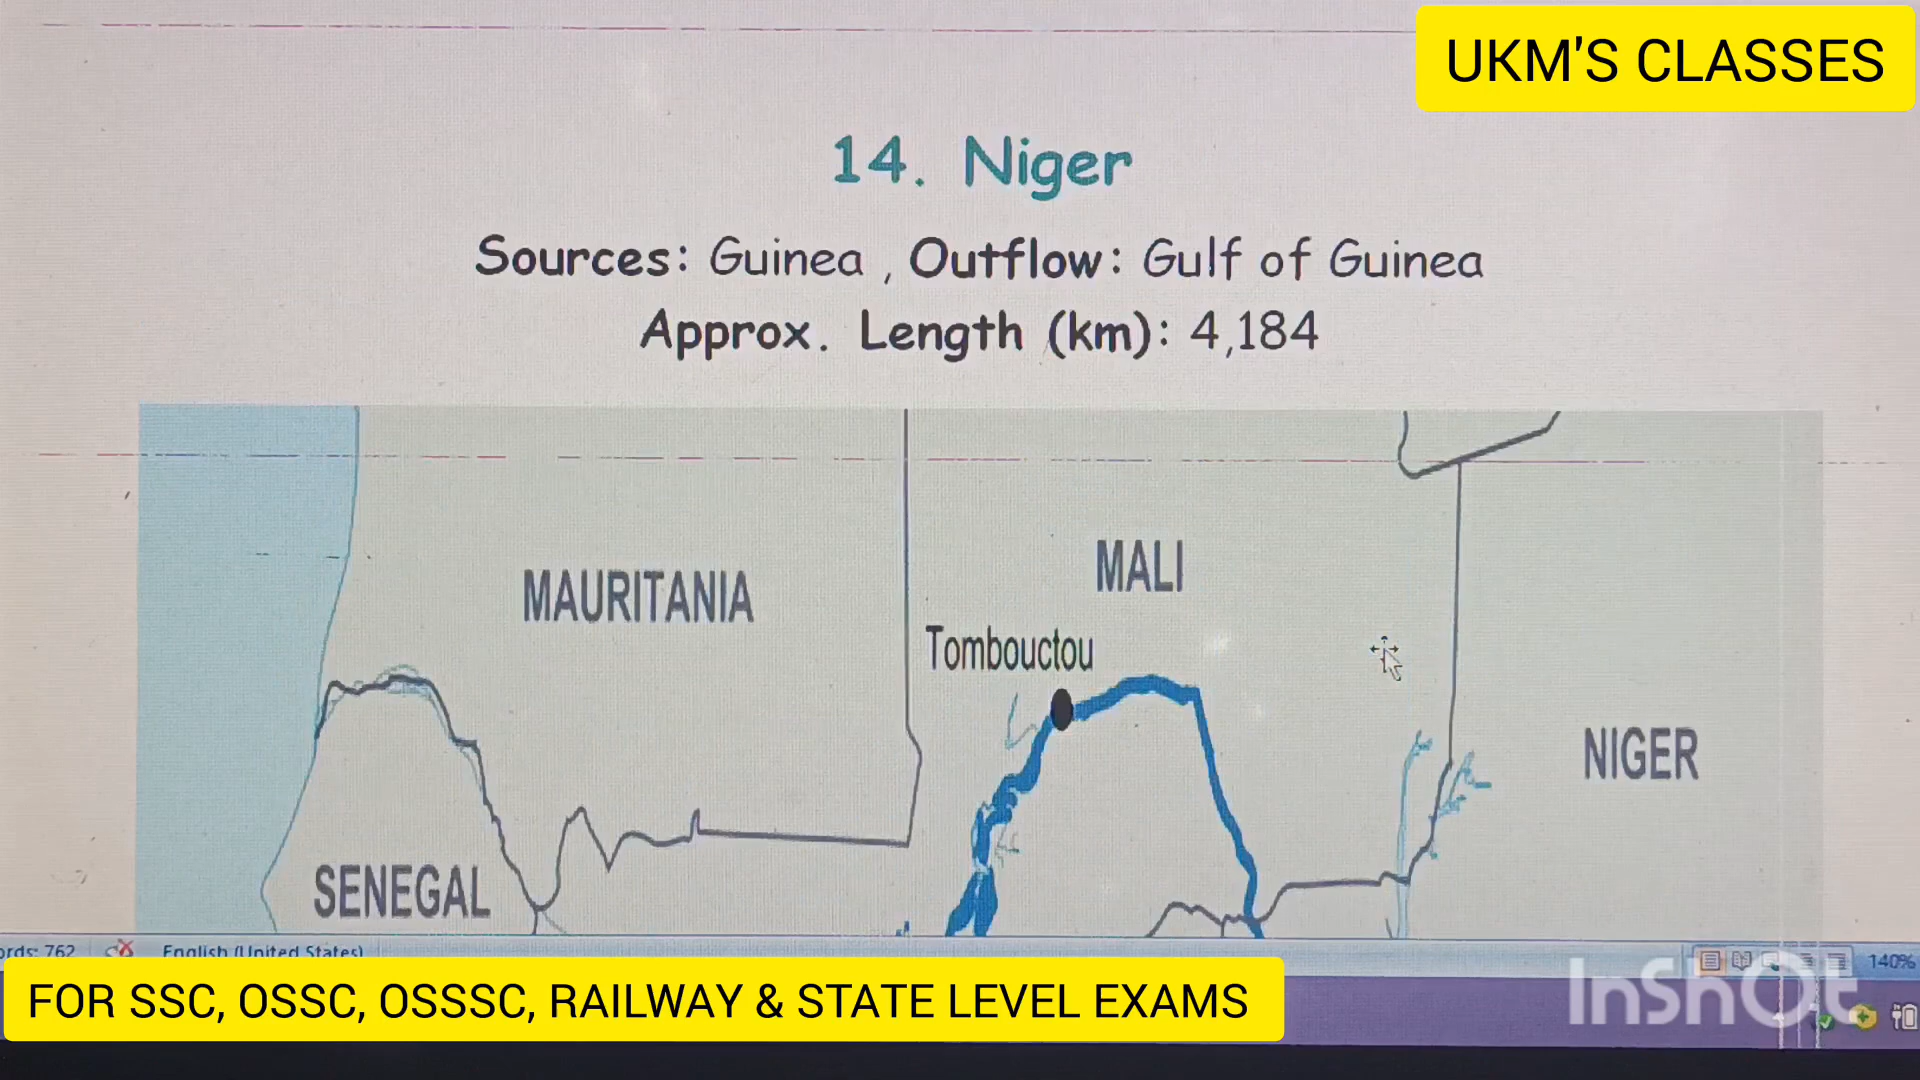 UKM'S CLASSES
14. Niger
Sources: Guinea , Outflow: Gulf of Guinea
Approx. Length (km): 4,184
MAURITANIA
MALI
Tombouctou
NIGER
SENEGAL
English (United States)
140%
FOR SSC, OSSC, OSSSC, RAILWAY & STATE LEVEL EXAMS
InShOt